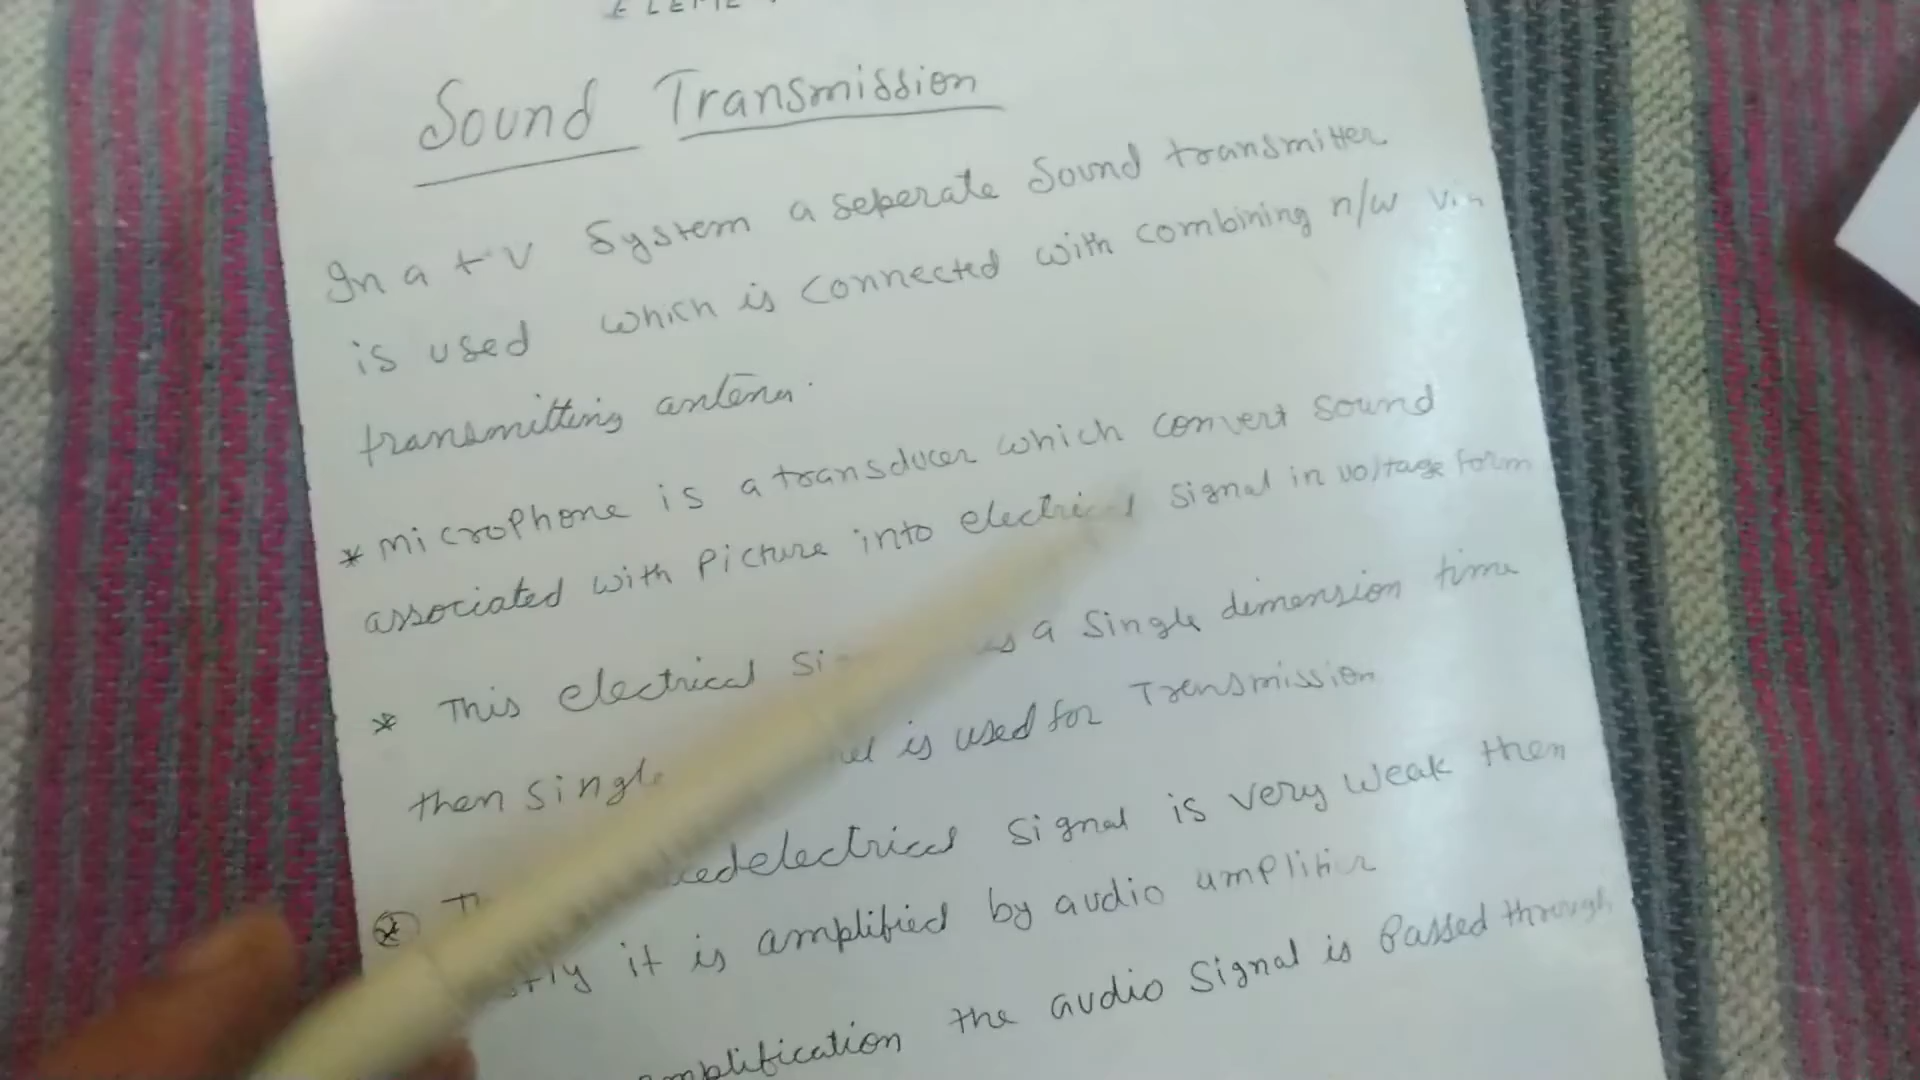 Sound Transmission
In a t.v System a seperate Sound transmitter
is used which is connected with combining n/w via
transmitting antena.
* microphone is a transducer which convert sound
associated with Picture into electrical signal in voltage form
* This electrical a Single dimension time
then single is used for Transmission
electrical signal is very weak then
it is amplified by audio amplifier
amplification the audio Signal is Passed through